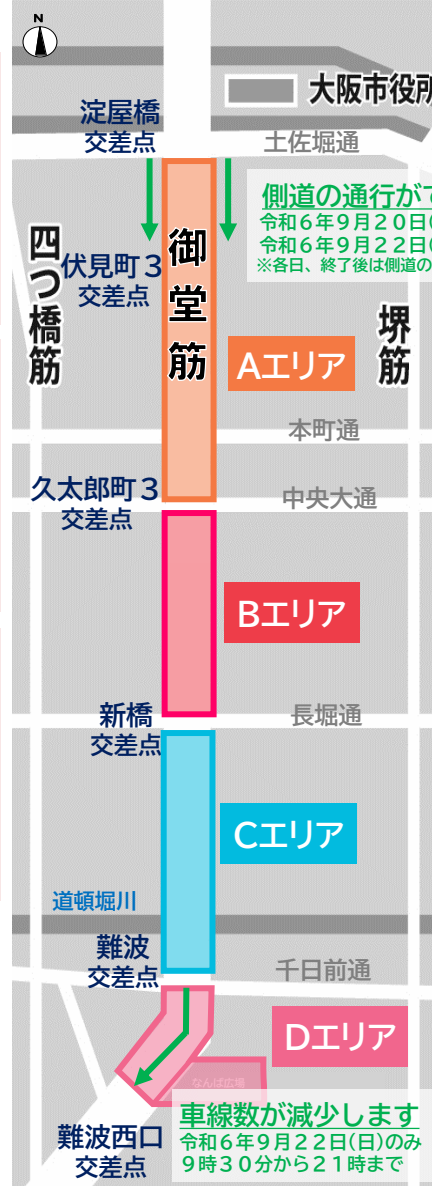 N
大阪市役所
淀屋橋
交差点
土佐堀通
側道の通行がで
令和6年9月20日(
令和6年9月22日(
※各日、終了後は側道の
四つ橋筋
伏見町3
交差点
御堂筋
堺筋
Aエリア
本町通
久太郎町3
交差点
中央大通
Bエリア
新橋
交差点
長堀通
Cエリア
道頓堀川
難波
交差点
千日前通
Dエリア
なんば広場
車線数が減少します
令和6年9月22日(日)のみ
9時30分から21時まで
難波西口
交差点